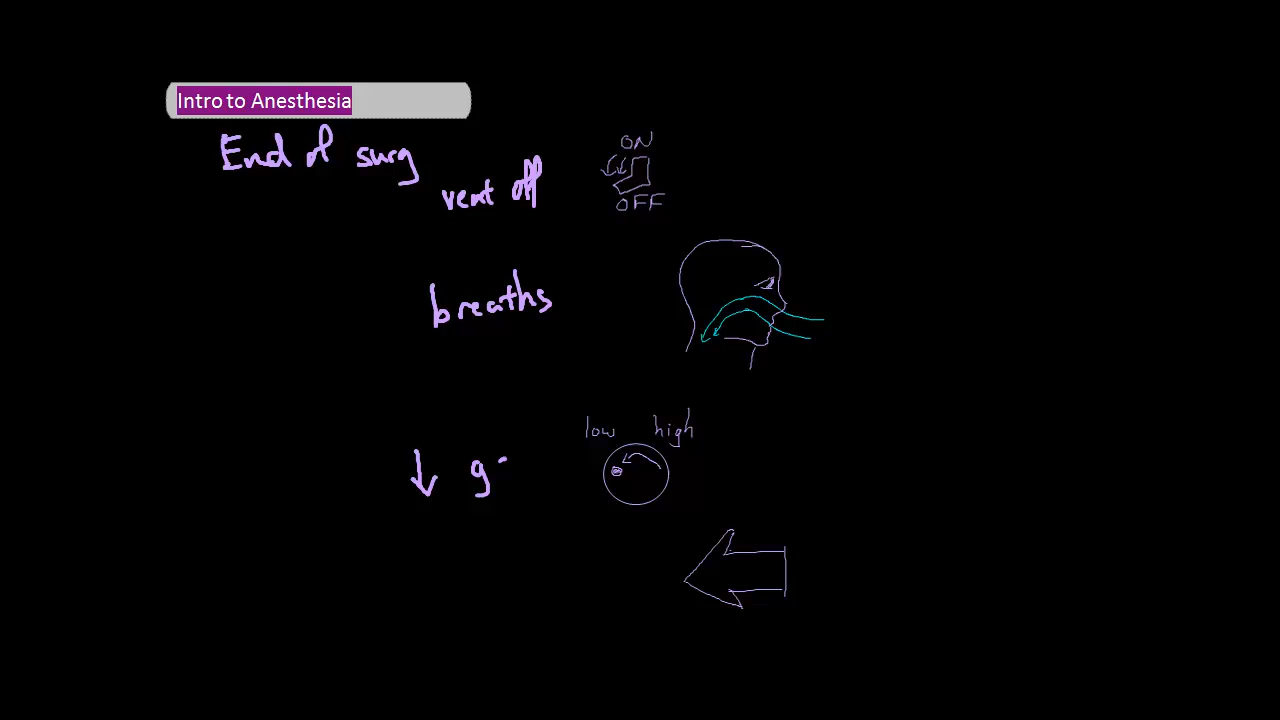 Intro to Anesthesia
End of surg
vent off
ON
OFF
breaths
low high
↓ g